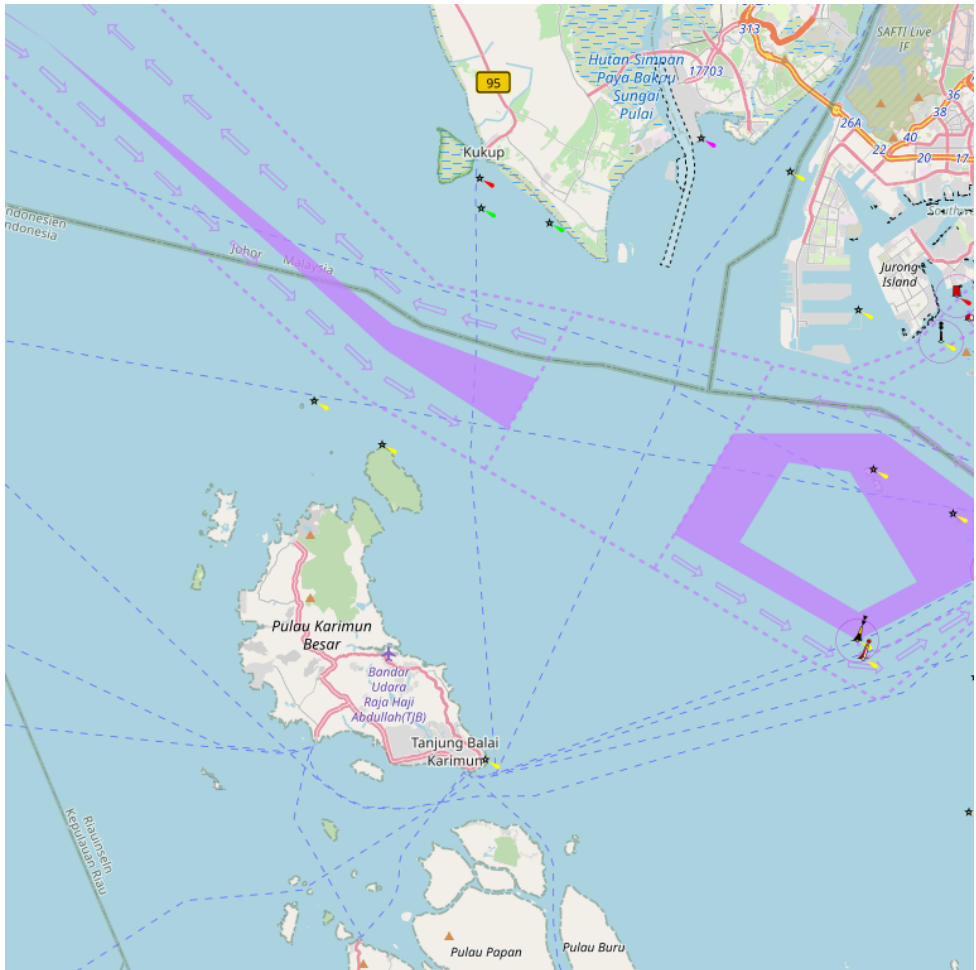 313
SAFTI Live
IF
Hutan Simpan
Paya Bakau
Sungai
Pulai
17703
95
36
38
26A
40
22
20
17
Kukup
Indonesien
Indonesia
Johor
Malaysia
Jurong
Island
Pulau Karimun
Besar
Bandar
Udara
Raja Haji
Abdullah(TJB)
Tanjung Balai
Karimun
Riauinseln
Kepulauan Riau
Pulau Papan
Pulau Buru